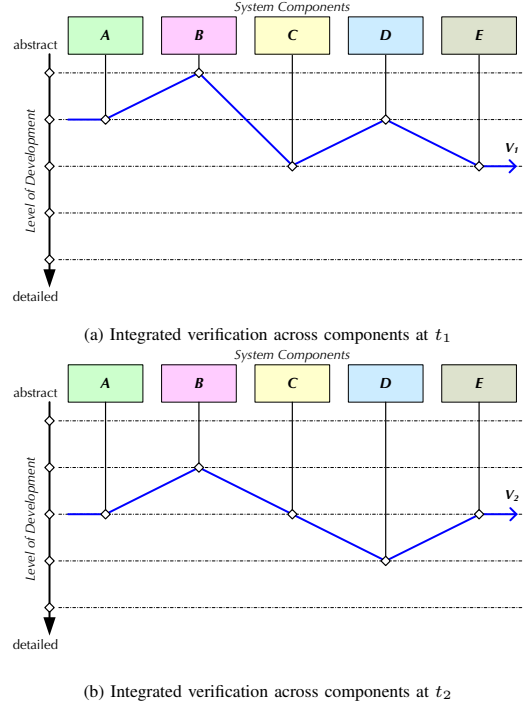 System Components
A B C D E
abstract
Level of Development
V1
detailed
(a) Integrated verification across components at t1
System Components
A B C D E
abstract
Level of Development
V2
detailed
(b) Integrated verification across components at t2